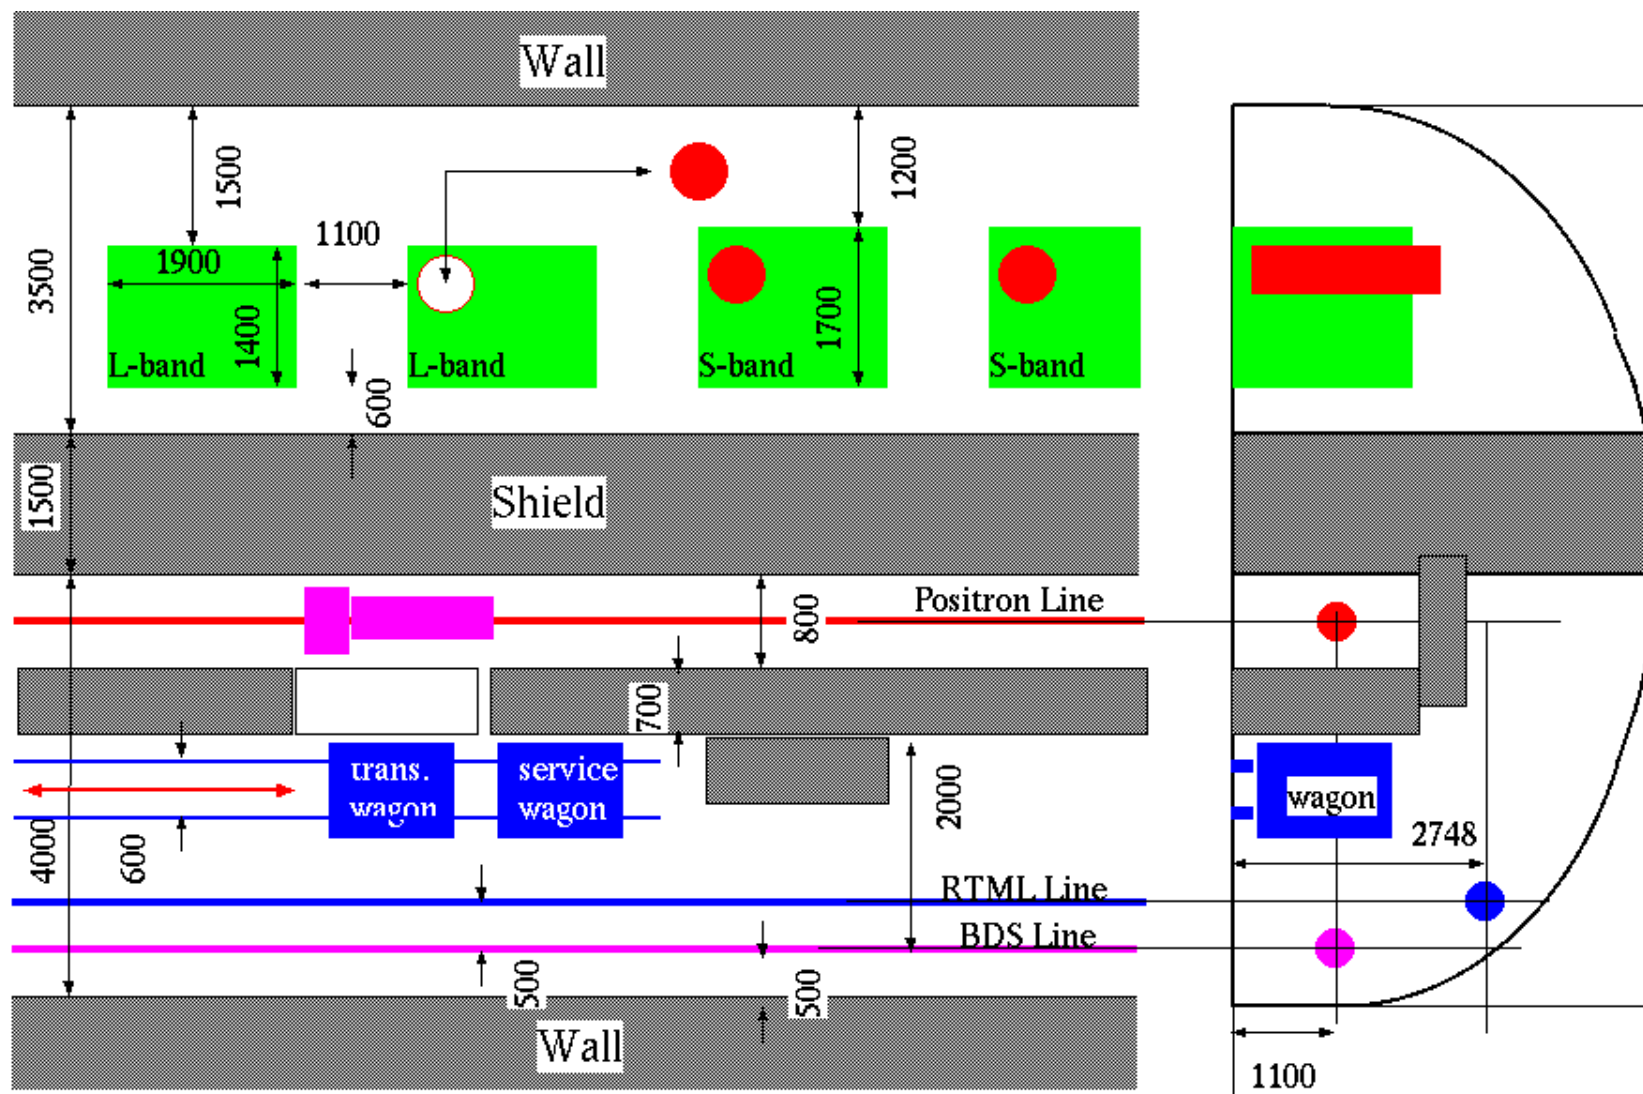 Wall
1500
1200
3500
1100
1900
1400
1700
L-band
L-band
S-band
S-band
600
1500
Shield
Positron Line
800
700
trans.
wagon
service
wagon
2000
wagon
4000
600
2748
RTML Line
BDS Line
500
500
Wall
1100